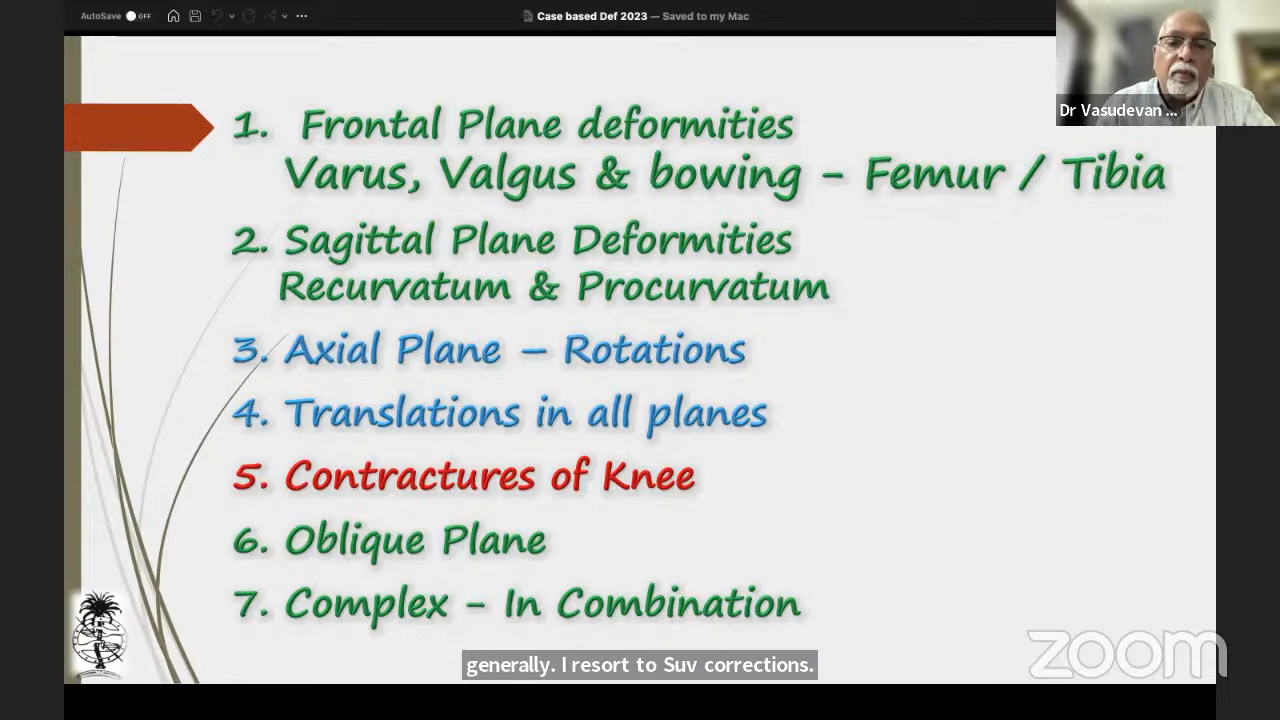 AutoSave OFF
Case based Def 2023 — Saved to my Mac
Dr Vasudevan ...
1. Frontal Plane deformities
Varus, Valgus & bowing - Femur / Tibia
2. Sagittal Plane Deformities
Recurvatum & Procurvatum
3. Axial Plane – Rotations
4. Translations in all planes
5. Contractures of Knee
6. Oblique Plane
7. Complex - In Combination
generally. I resort to Suv corrections.
zoom